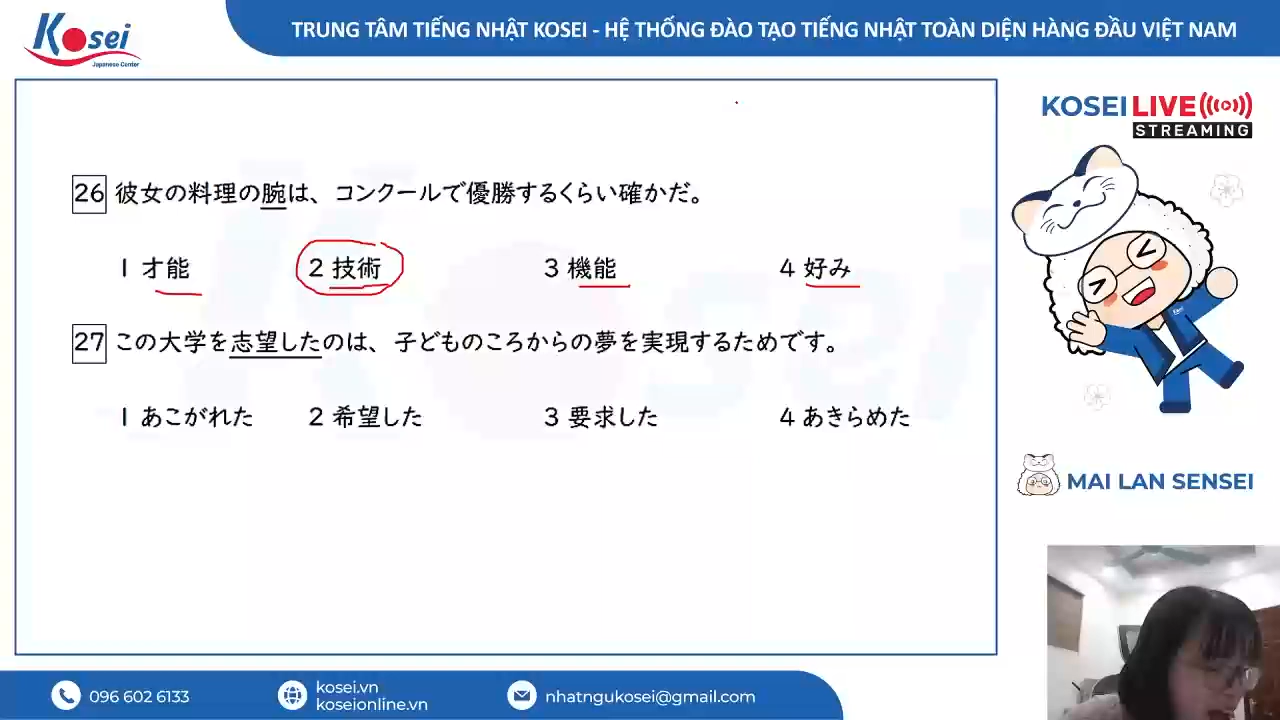 Kosei
Japanese Center
TRUNG TÂM TIẾNG NHẬT KOSEI - HỆ THỐNG ĐÀO TẠO TIẾNG NHẬT TOÀN DIỆN HÀNG ĐẦU VIỆT NAM
KOSEI LIVE
STREAMING
26 彼女の料理の腕は、コンクールで優勝するくらい確かだ。
1 才能 2 技術 3 機能 4 好み
27 この大学を志望したのは、子どものころからの夢を実現するためです。
1 あこがれた 2 希望した 3 要求した 4 あきらめた
MAI LAN SENSEI
096 602 6133
kosei.vn
koseionline.vn
nhatngukosei@gmail.com